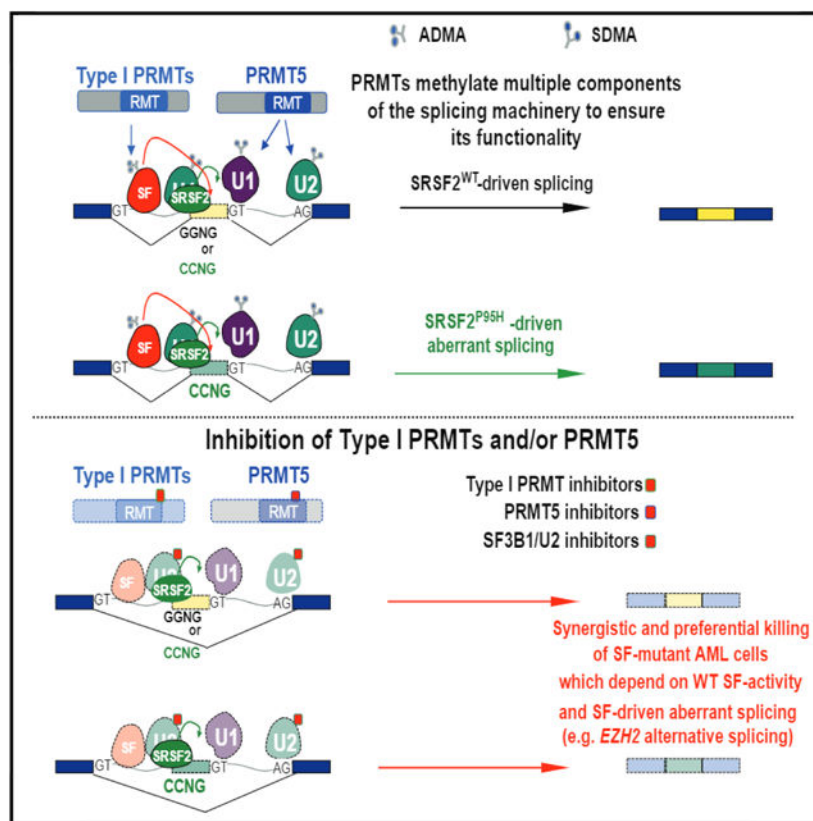 ADMA SDMA
Type I PRMTs PRMT5
RMT RMT
PRMTs methylate multiple components
of the splicing machinery to ensure
its functionality
SF SRSF2 U1 U2
GT GT AG
GGNG
or
CCNG
SRSF2WT-driven splicing
SF SRSF2 U1 U2
GT GT AG
CCNG
SRSF2P95H -driven
aberrant splicing
Inhibition of Type I PRMTs and/or PRMT5
Type I PRMTs PRMT5
RMT RMT
Type I PRMT inhibitors
PRMT5 inhibitors
SF3B1/U2 inhibitors
SF U2 SRSF2 U1 U2
GT GT AG
GGNG
or
CCNG
Synergistic and preferential killing
of SF-mutant AML cells
which depend on WT SF-activity
and SF-driven aberrant splicing
(e.g. EZH2 alternative splicing)
SF U2 SRSF2 U1 U2
GT GT AG
CCNG